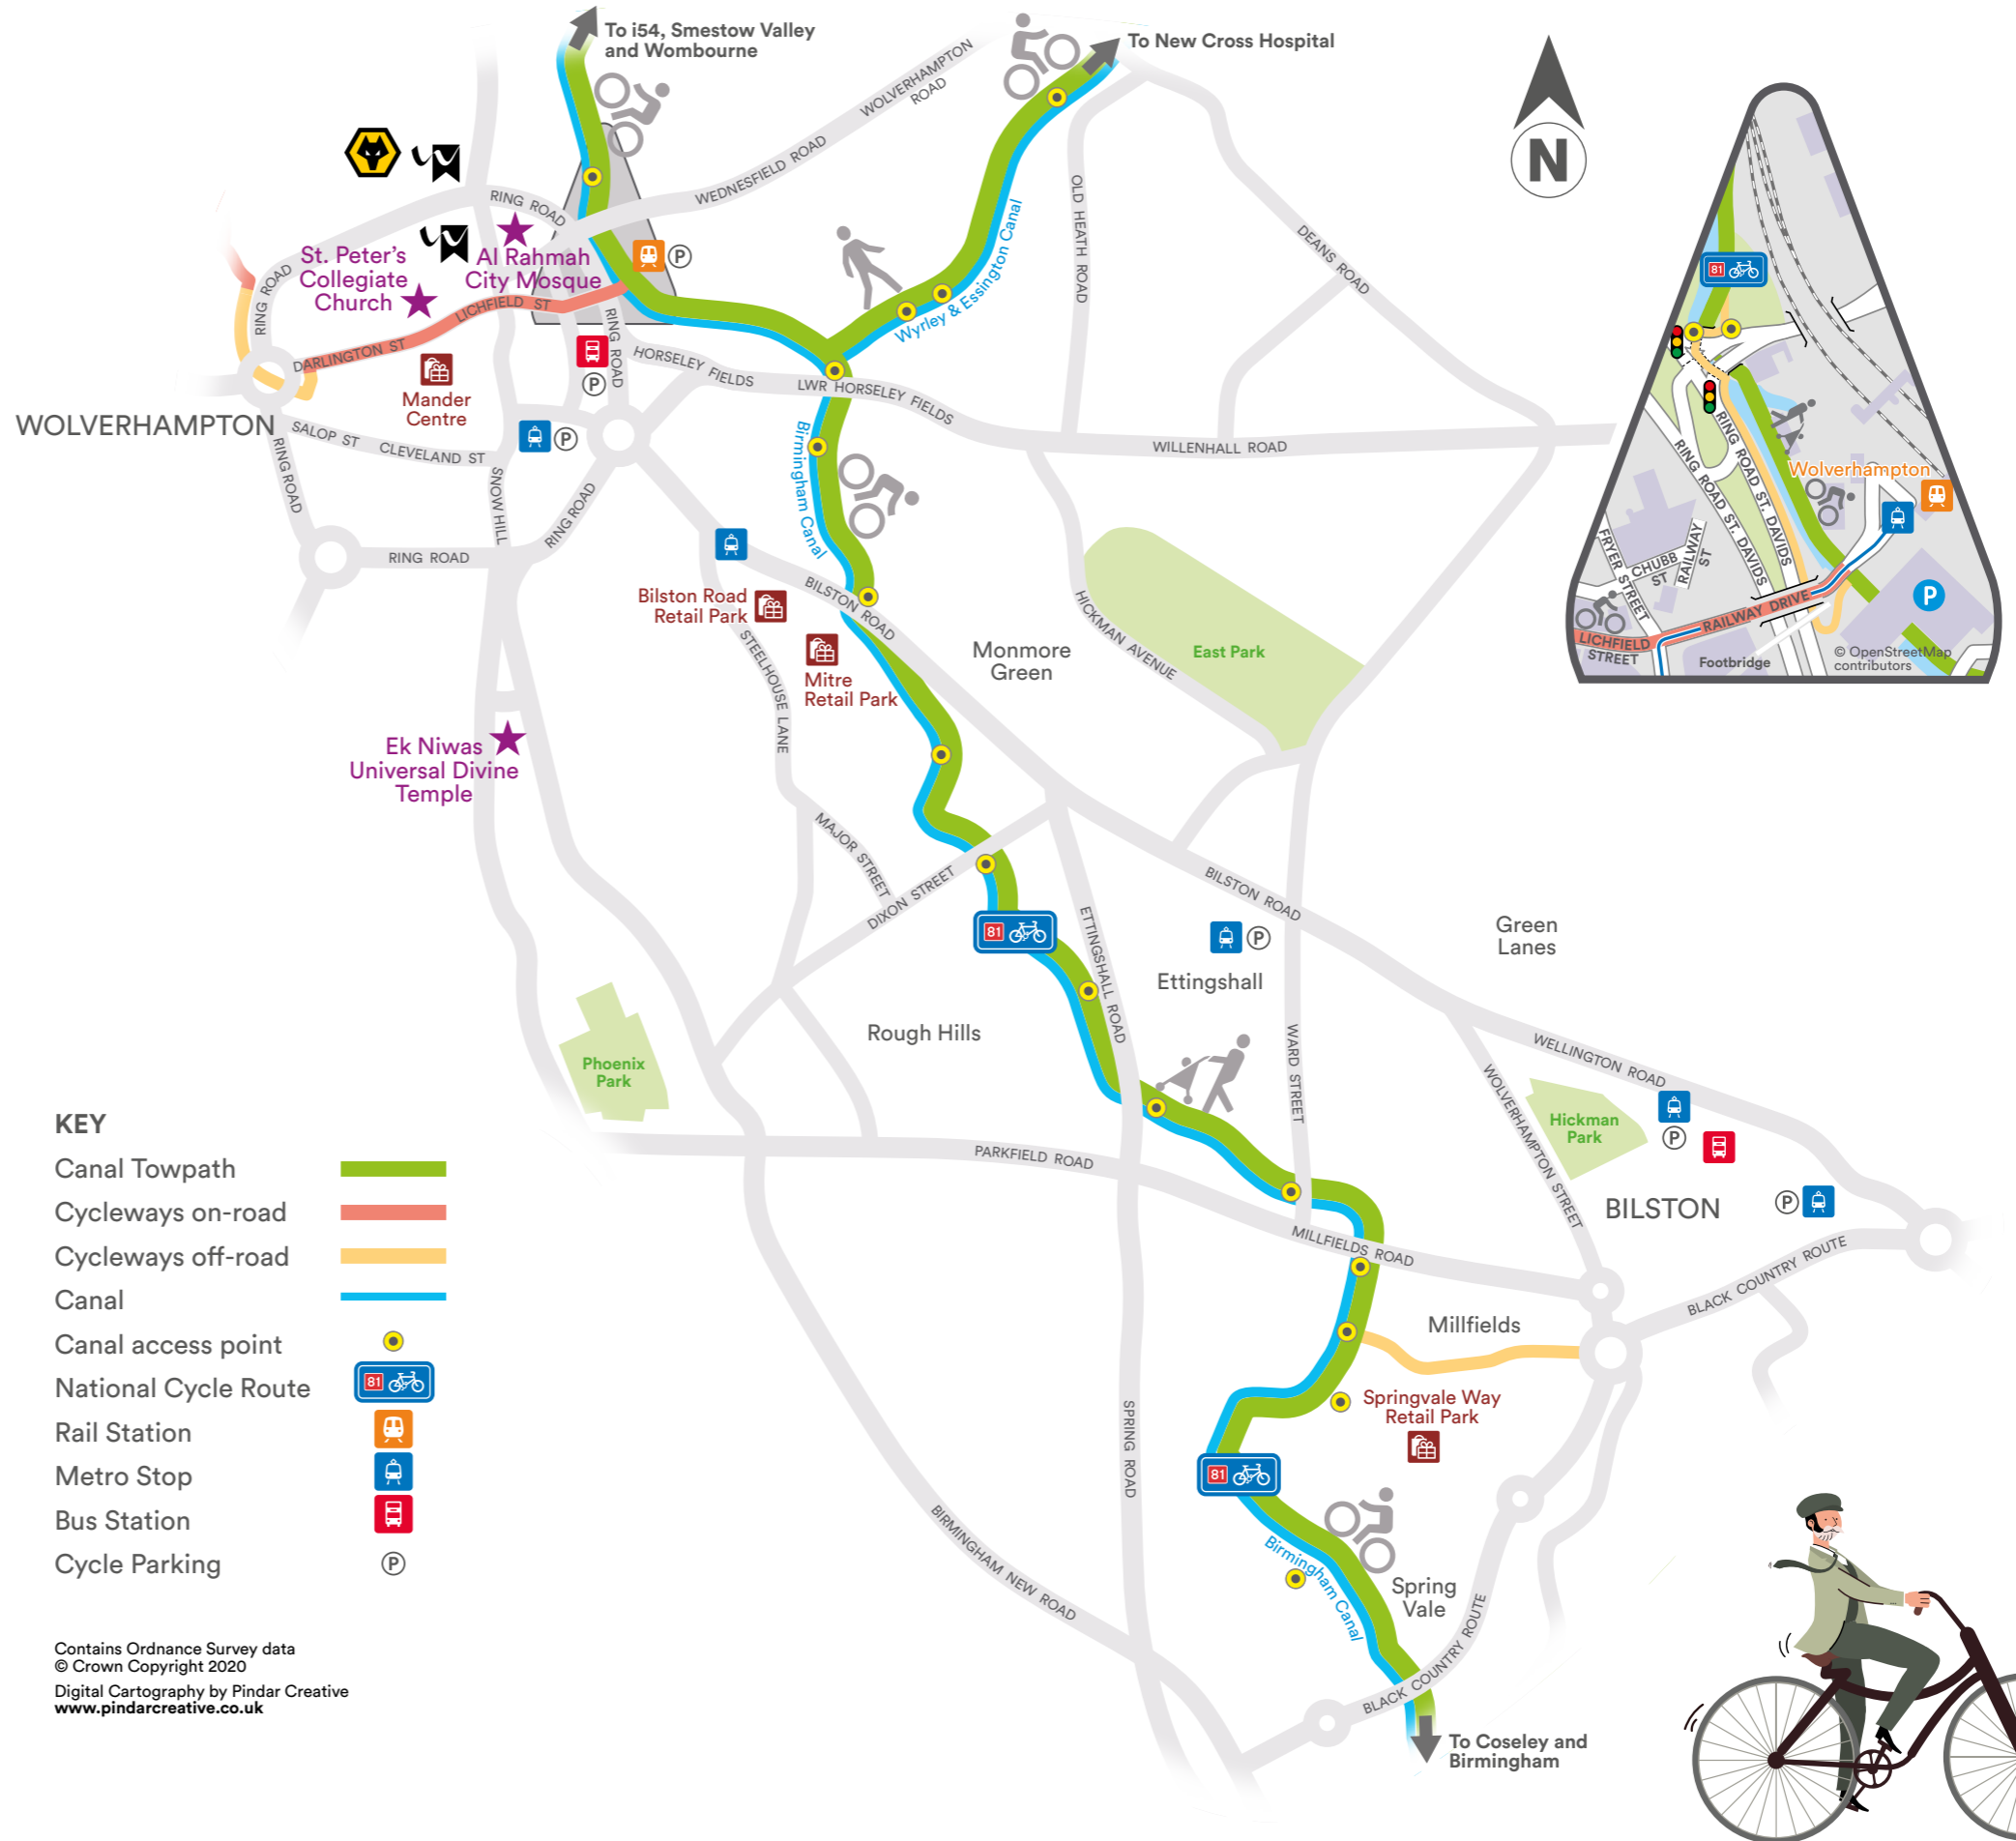 To i54, Smestow Valley
and Wombourne
To New Cross Hospital
WOLVERHAMPTON
ROAD
WEDNESFIELD ROAD
RING ROAD
N
OLD HEATH ROAD
DEANS ROAD
Wyrley & Essington Canal
St. Peter's
Collegiate
Church
Al Rahmah
City Mosque
P
RING ROAD
LICHFIELD ST
DARLINGTON ST
RING ROAD
HORSELEY FIELDS
LWR HORSELEY FIELDS
P
Mander
Centre
WOLVERHAMPTON
SALOP ST
CLEVELAND ST
P
RING ROAD
SNOW HILL
RING ROAD
RING ROAD
WILLENHALL ROAD
Birmingham Canal
BILSTON ROAD
Bilston Road
Retail Park
Mitre
Retail Park
STEELHOUSE LANE
Monmore
Green
HICKMAN AVENUE
East Park
81
Wolverhampton
RING ROAD ST. DAVIDS
RING ROAD ST. DAVIDS
FRYER STREET
CHUBB
ST
RAILWAY
ST
RAILWAY DRIVE
LICHFIELD
STREET
Footbridge
P
© OpenStreetMap
contributors
Ek Niwas
Universal Divine
Temple
MAJOR STREET
DIXON STREET
81
ETTINGSHALL ROAD
BILSTON ROAD
P
Ettingshall
Green
Lanes
Rough Hills
Phoenix
Park
WARD STREET
WELLINGTON ROAD
WOLVERHAMPTON STREET
Hickman
Park
P
BILSTON
P
PARKFIELD ROAD
MILLFIELDS ROAD
BLACK COUNTRY ROUTE
Millfields
Springvale Way
Retail Park
81
SPRING ROAD
BIRMINGHAM NEW ROAD
Birmingham Canal
Spring
Vale
BLACK COUNTRY ROUTE
To Coseley and
Birmingham
KEY
Canal Towpath
Cycleways on-road
Cycleways off-road
Canal
Canal access point
National Cycle Route
81
Rail Station
Metro Stop
Bus Station
Cycle Parking
P
Contains Ordnance Survey data
© Crown Copyright 2020
Digital Cartography by Pindar Creative
www.pindarcreative.co.uk